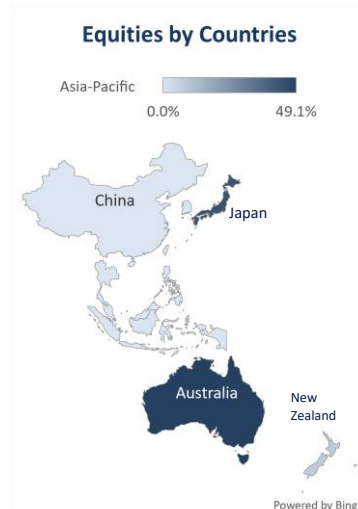 Equities by Countries
Asia-Pacific
0.0% 49.1%
China
Japan
Australia
New
Zealand
Powered by Bing